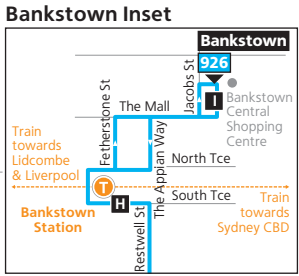 Bankstown Inset
Bankstown
926
Jacobs St
I
Bankstown
Central
Shopping
Centre
Fetherstone St
The Mall
The Appian Way
Train
towards
Lidcombe
& Liverpool
North Tce
T
H
South Tce
Bankstown
Station
Restwell St
Train
towards
Sydney CBD